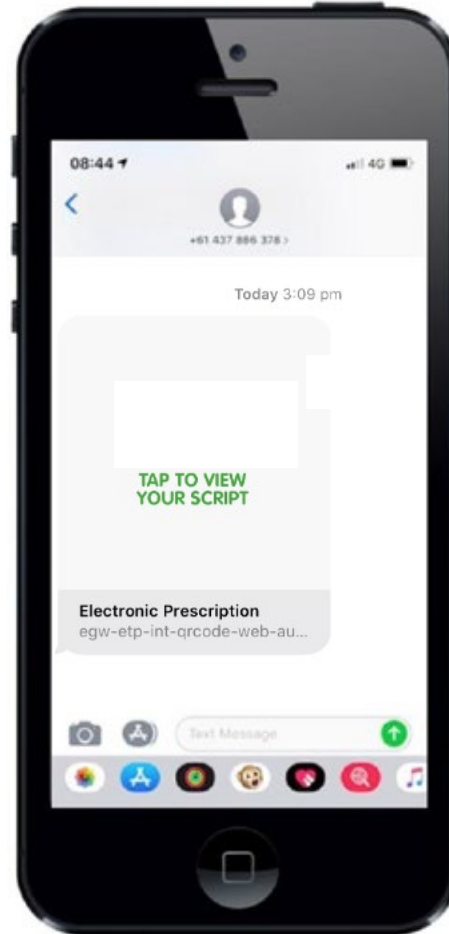 08:44
4G
+61 437 886 378 >
Today 3:09 pm
TAP TO VIEW
YOUR SCRIPT
Electronic Prescription
egw-etp-int-qrcode-web-au...
Text Message